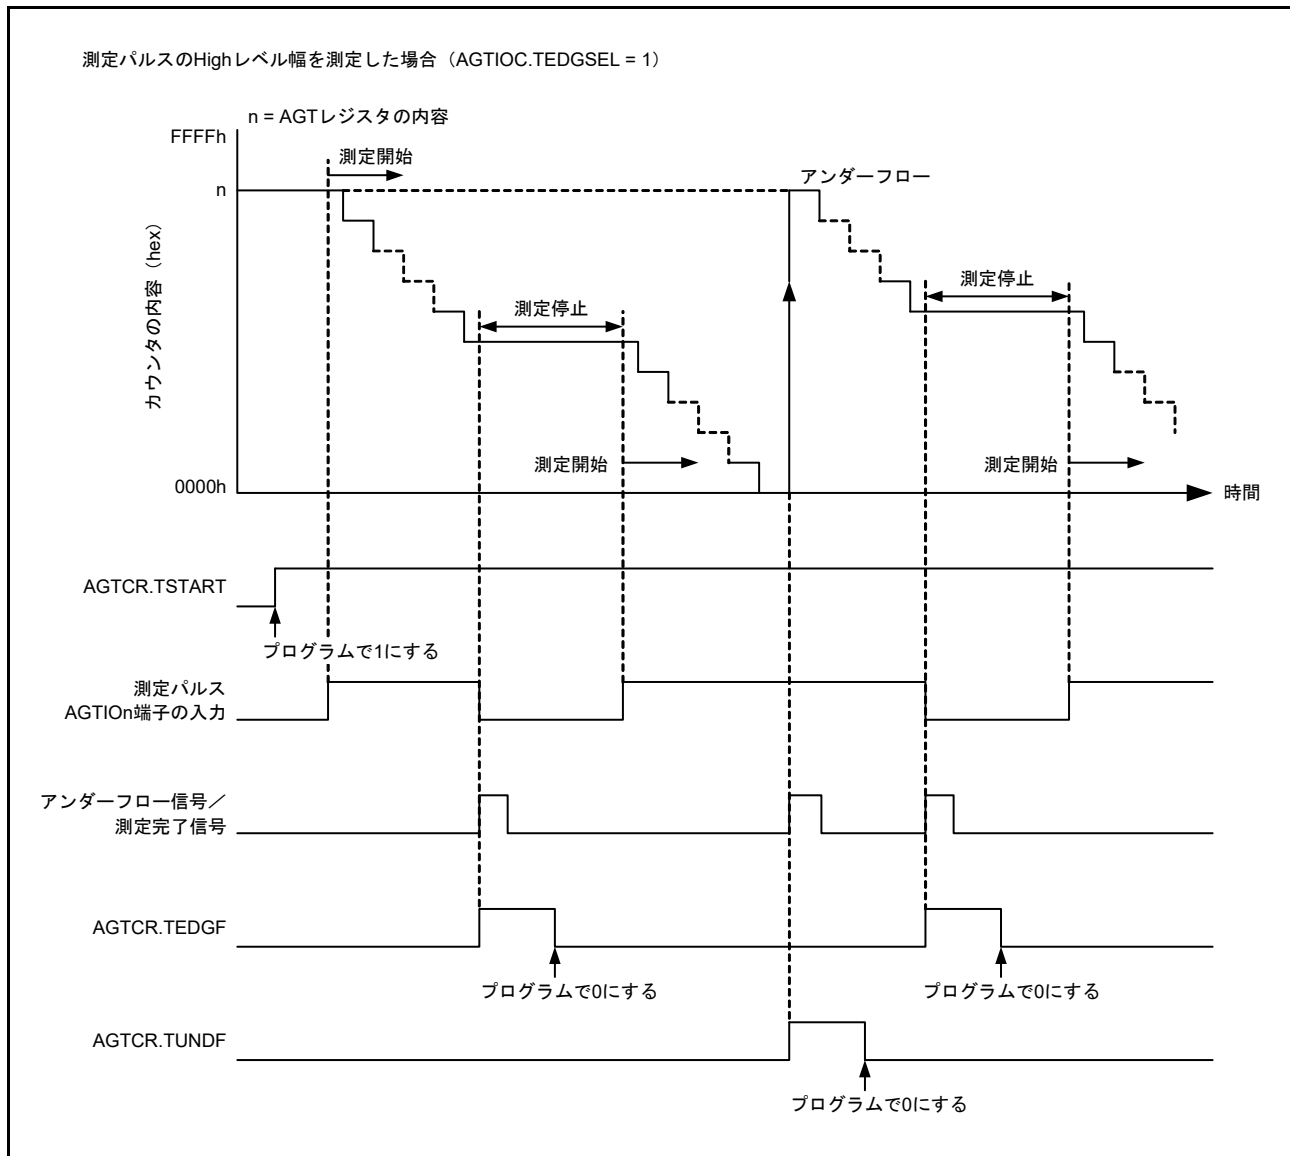 測定パルスのHighレベル幅を測定した場合（AGTIOC.TEDGSEL = 1）
n = AGTレジスタの内容
FFFFh
測定開始
n
アンダーフロー
カウンタの内容（hex）
測定停止
測定停止
測定開始
測定開始
0000h
時間
AGTCR.TSTART
プログラムで1にする
測定パルス
AGTIOn端子の入力
アンダーフロー信号／
測定完了信号
AGTCR.TEDGF
プログラムで0にする
プログラムで0にする
AGTCR.TUNDF
プログラムで0にする